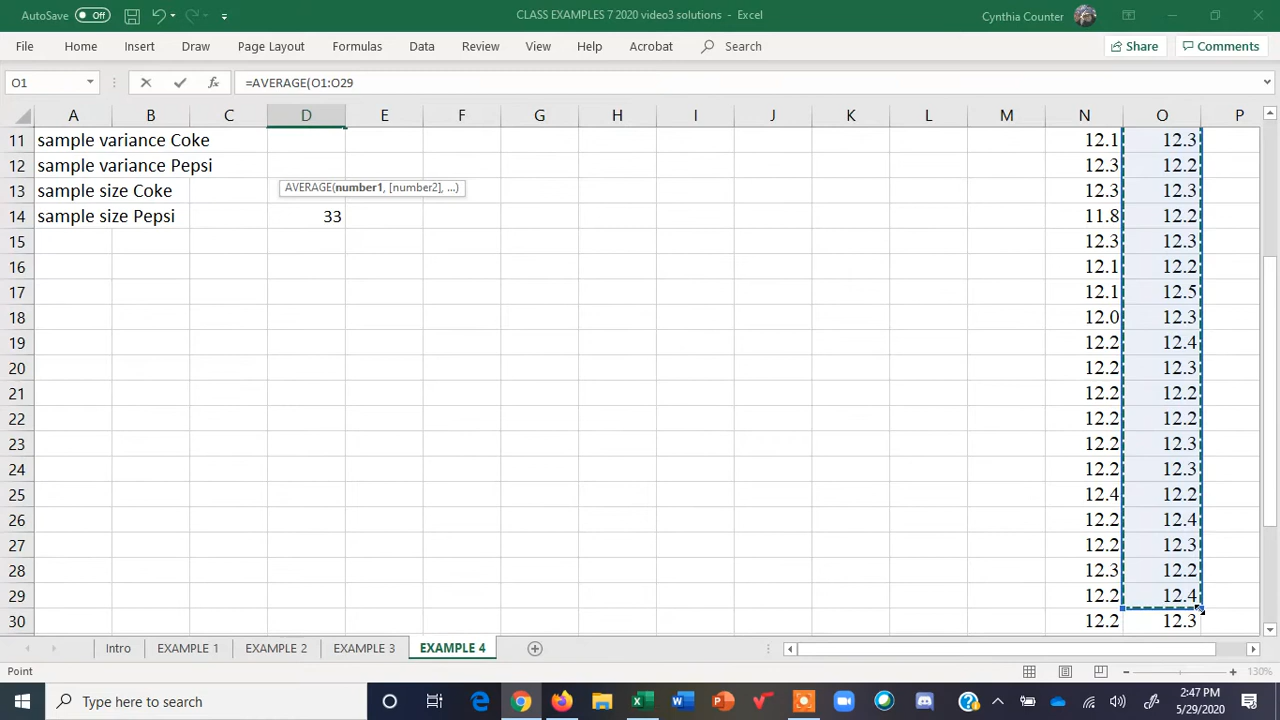 AutoSave Off CLASS EXAMPLES 7 2020 video3 solutions - Excel Cynthia Counter
File Home Insert Draw Page Layout Formulas Data Review View Help Acrobat Search Share Comments
O1 fx =AVERAGE(O1:O29
A B C D E F G H I J K L M N O P
11 sample variance Coke 12.1 12.3
12 sample variance Pepsi 12.3 12.2
13 sample size Coke AVERAGE(number1, [number2], ...) 12.3 12.3
14 sample size Pepsi 33 11.8 12.2
15 12.3 12.3
16 12.1 12.2
17 12.1 12.5
18 12.0 12.3
19 12.2 12.4
20 12.2 12.3
21 12.2 12.2
22 12.2 12.2
23 12.2 12.3
24 12.2 12.3
25 12.4 12.2
26 12.2 12.4
27 12.2 12.3
28 12.3 12.2
29 12.2 12.4
30 12.2 12.3
Intro EXAMPLE 1 EXAMPLE 2 EXAMPLE 3 EXAMPLE 4
Point 130%
Type here to search 2:47 PM
5/29/2020